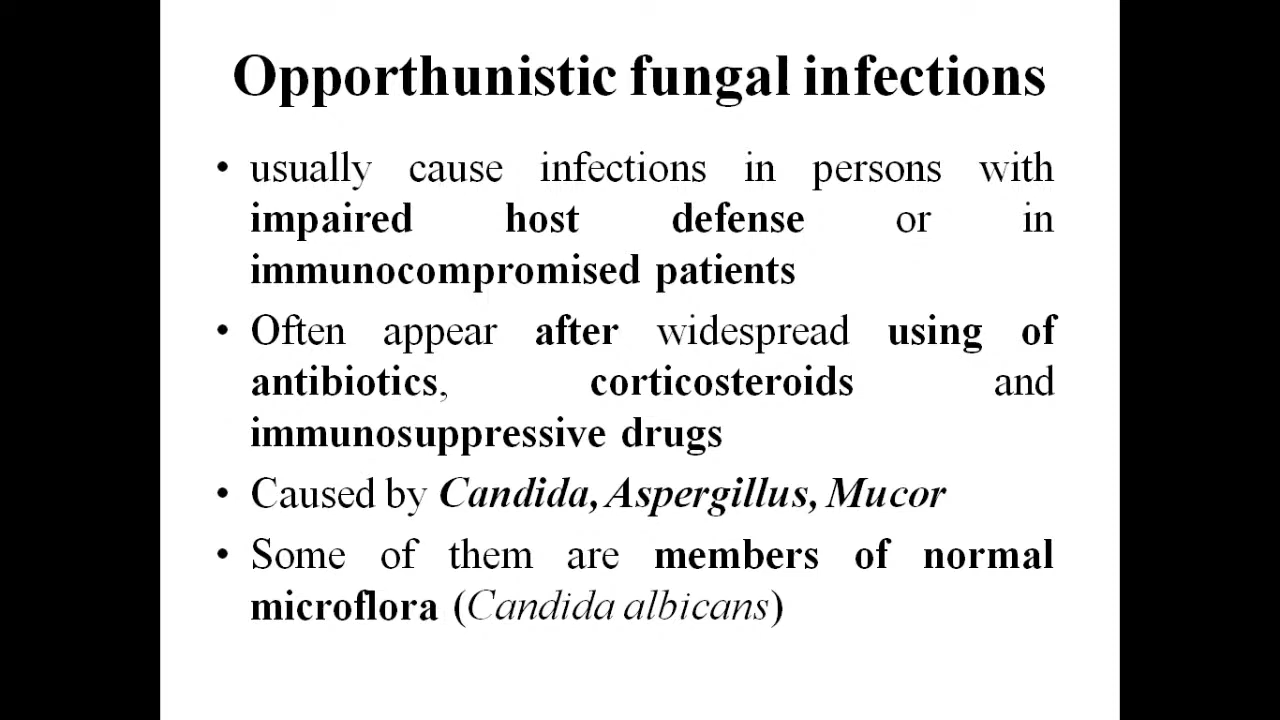 Opporthunistic fungal infections
• usually cause infections in persons with
impaired host defense or in
immunocompromised patients
• Often appear after widespread using of
antibiotics, corticosteroids and
immunosuppressive drugs
• Caused by Candida, Aspergillus, Mucor
• Some of them are members of normal
microflora (Candida albicans)